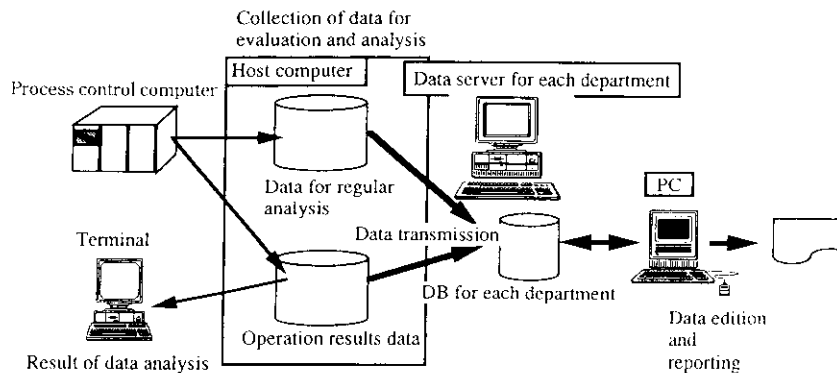 Collection of data for
evaluation and analysis
Host computer
Data server for each department
Process control computer
Data for regular
analysis
PC
Terminal
Data transmission
DB for each department
Operation results data
Result of data analysis
Data edition
and
reporting